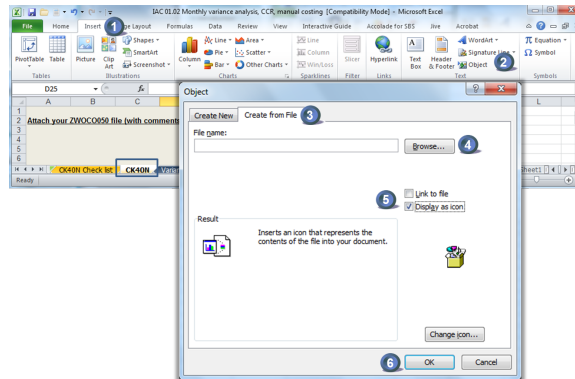 IAC 01.02 Monthly variance analysis, CCR, manual costing [Compatibility Mode] - Microsoft Excel
File Home Insert 1 ge Layout Formulas Data Review View Interactive Guide Accolade for SBS Jive Acrobat
PivotTable Table Picture Clip Art Shapes SmartArt Screenshot Column Line Pie Bar Area Scatter Other Charts Line Column Win/Loss Slicer Hyperlink Text Box Header & Footer WordArt Signature Line Object 2 Equation Symbol
Tables Illustrations Charts Sparklines Filter Links Text Symbols
D25 fx
A B C L
1
2 Attach your ZWOCO050 file (with comment
3
4
5
6
CK40N Check list CK40N Varian Sheet1
Ready
Object
Create New Create from File 3
File name:
Browse... 4
Link to file
5 Display as icon
Result
Inserts an icon that represents the
contents of the file into your document.
Change icon...
6 OK Cancel